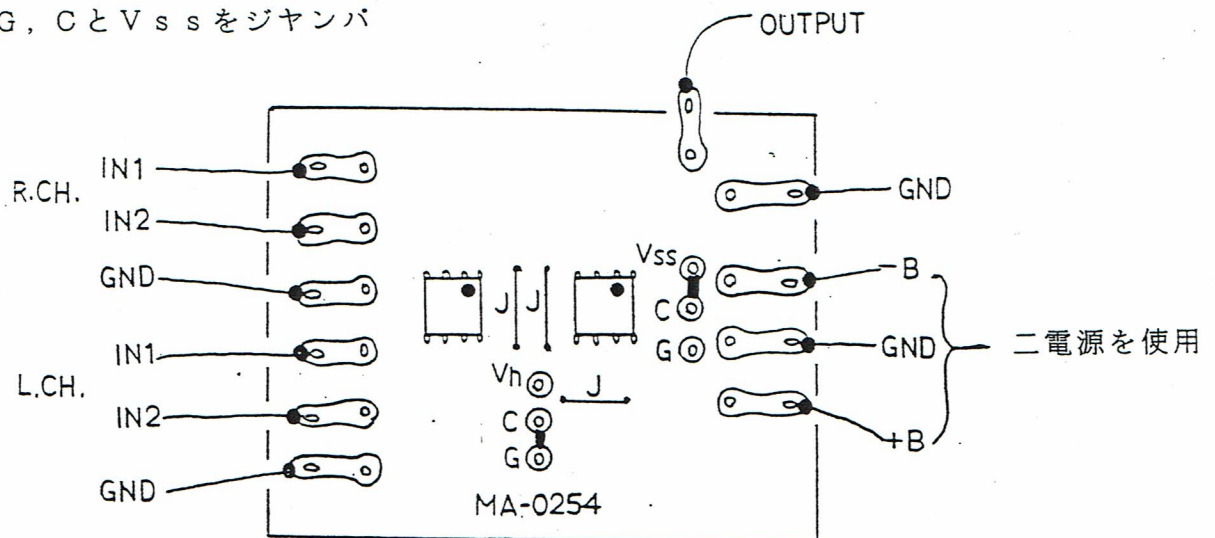 G，CとVssをジヤンパ
OUTPUT
R.CH.
IN1
IN2
GND
L.CH.
IN1
IN2
GND
GND
-B
GND
+B
二電源を使用
Vss
C
G
J
J
Vh
J
C
G
MA-0254